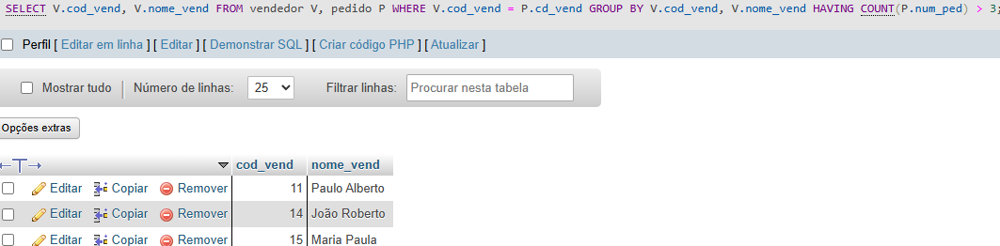 SELECT V.cod_vend, V.nome_vend FROM vendedor V, pedido P WHERE V.cod_vend = P.cd_vend GROUP BY V.cod_vend, V.nome_vend HAVING COUNT(P.num_ped) > 3;
Perfil [ Editar em linha ] [ Editar ] [ Demonstrar SQL ] [ Criar código PHP ] [ Atualizar ]
Mostrar tudo Número de linhas: 25 Filtrar linhas: Procurar nesta tabela
Opções extras
←T→ cod_vend nome_vend
Editar Copiar Remover 11 Paulo Alberto
Editar Copiar Remover 14 João Roberto
Editar Copiar Remover 15 Maria Paula